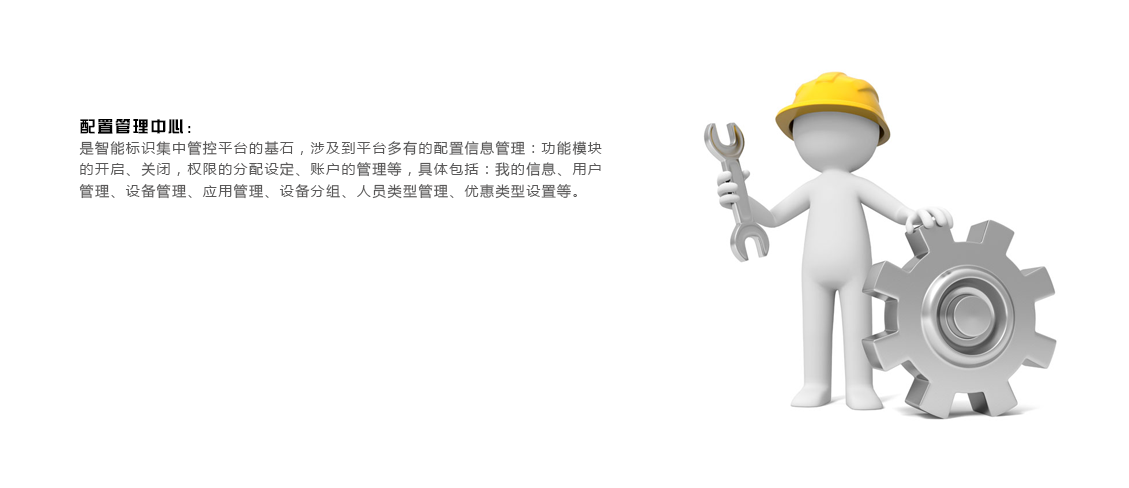 配置管理中心：
是智能标识集中管控平台的基石，涉及到平台多有的配置信息管理：功能模块
的开启、关闭，权限的分配设定、账户的管理等，具体包括：我的信息、用户
管理、设备管理、应用管理、设备分组、人员类型管理、优惠类型设置等。